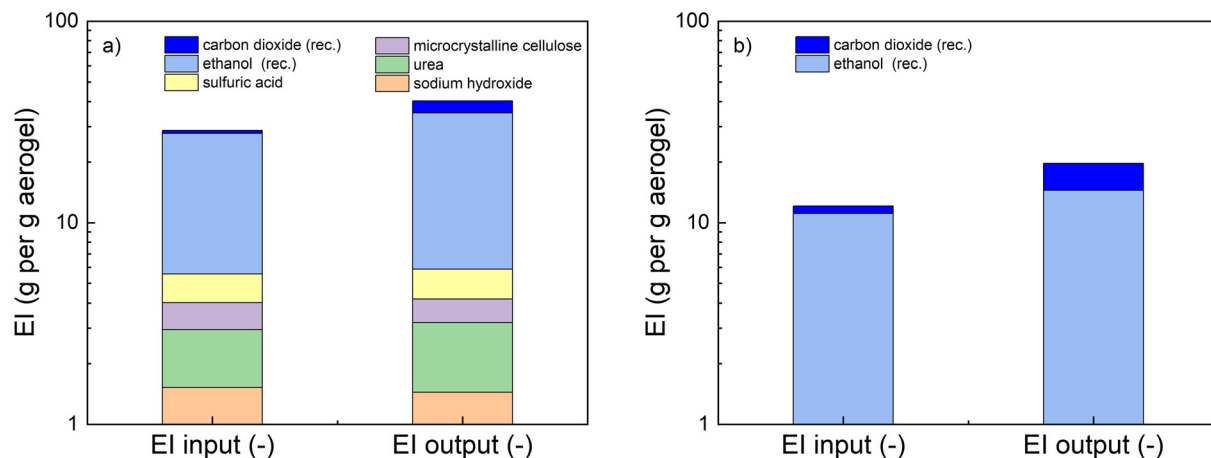 a)
carbon dioxide (rec.)
ethanol (rec.)
sulfuric acid
microcrystalline cellulose
urea
sodium hydroxide
EI (g per g aerogel)
100
10
1
EI input (-)
EI output (-)
b)
carbon dioxide (rec.)
ethanol (rec.)
EI (g per g aerogel)
100
10
1
EI input (-)
EI output (-)